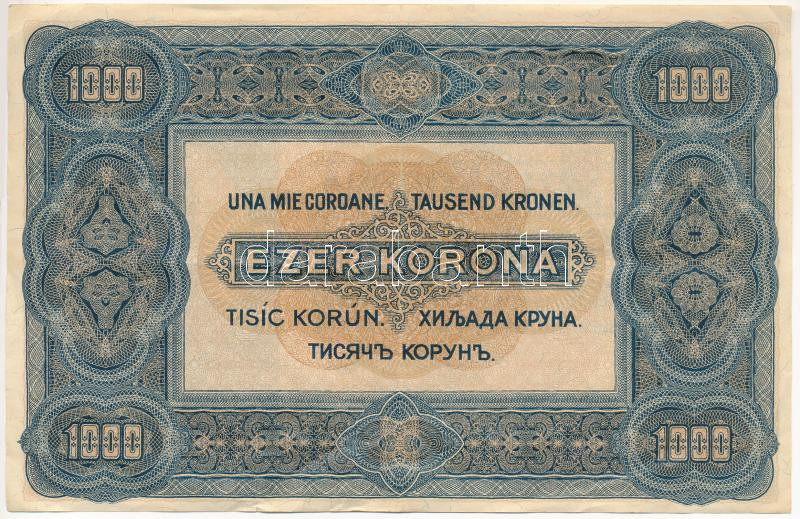 1000 1000
UNA MIE COROANE. TAUSEND KRONEN.
EZER KORONA
TISÍC KORÚN. ХИЉАДА КРУНА.
ТИСЯЧЪ КОРУНЪ.
1000 1000